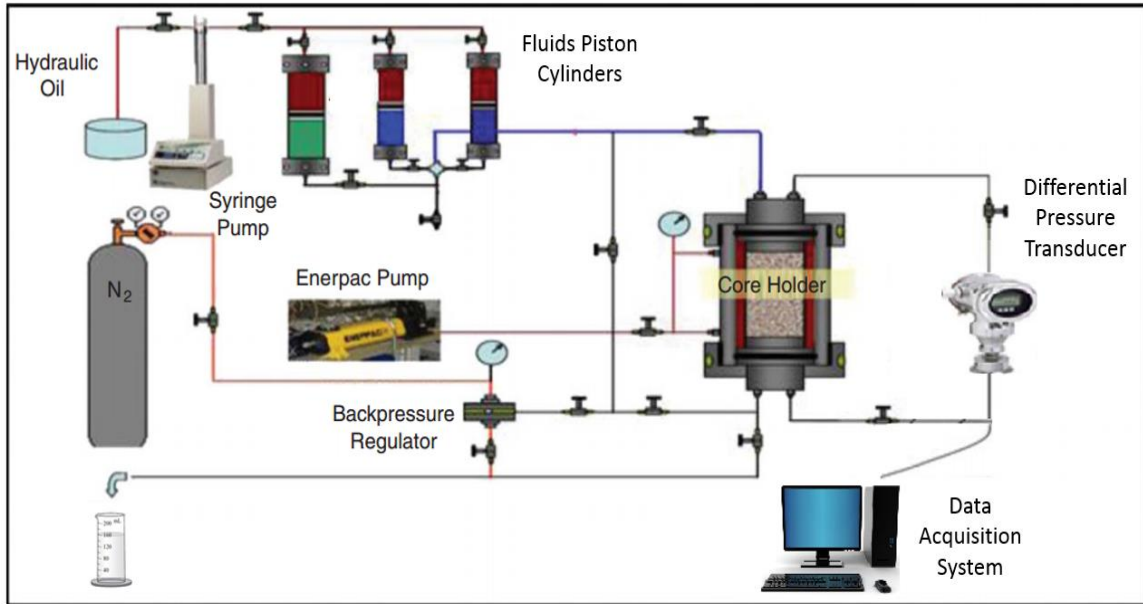 Hydraulic
Oil
Fluids Piston
Cylinders
Syringe
Pump
Differential
Pressure
Transducer
N2
Enerpac Pump
ENERPAC
Core Holder
Backpressure
Regulator
Data
Acquisition
System